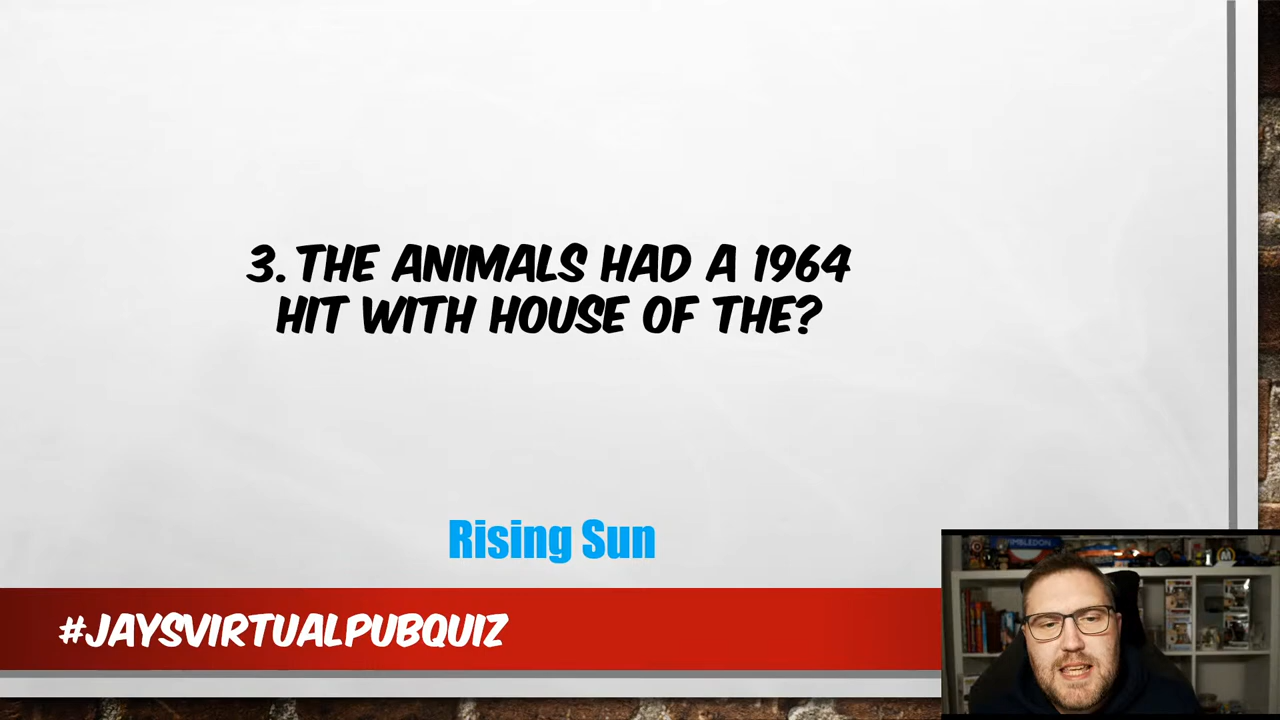 3. THE ANIMALS HAD A 1964
HIT WITH HOUSE OF THE?
Rising Sun
#JAYSVIRTUALPUBQUIZ